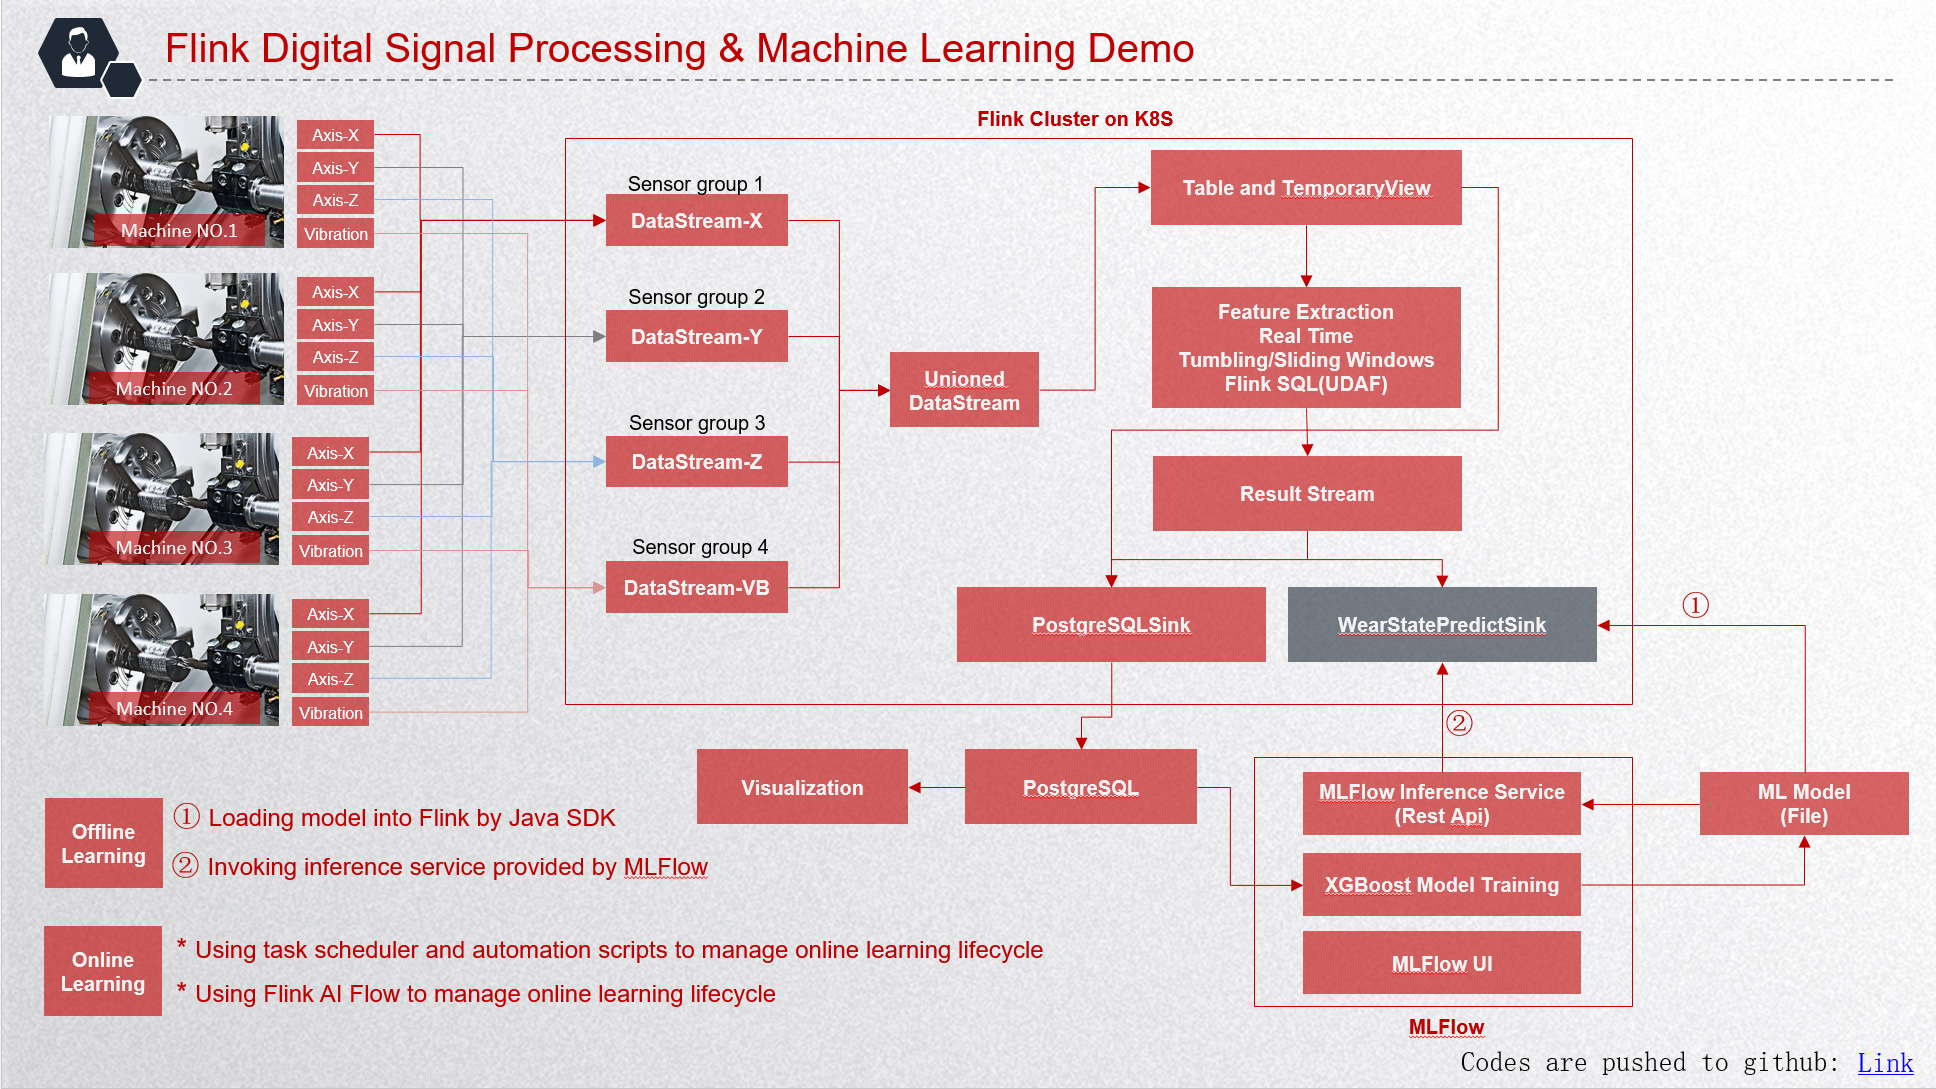 Flink Digital Signal Processing & Machine Learning Demo
Flink Cluster on K8S
Axis-X
Axis-Y
Axis-Z
Vibration
Machine NO.1
Axis-X
Axis-Y
Axis-Z
Vibration
Machine NO.2
Axis-X
Axis-Y
Axis-Z
Vibration
Machine NO.3
Axis-X
Axis-Y
Axis-Z
Vibration
Machine NO.4
Sensor group 1
DataStream-X
Sensor group 2
DataStream-Y
Sensor group 3
DataStream-Z
Sensor group 4
DataStream-VB
Unioned
DataStream
Table and TemporaryView
Feature Extraction
Real Time
Tumbling/Sliding Windows
Flink SQL(UDAF)
Result Stream
PostgreSQLSink
WearStatePredictSink
①
②
Visualization
PostgreSQL
MLFlow Inference Service
(Rest Api)
ML Model
(File)
XGBoost Model Training
MLFlow UI
MLFlow
Offline
Learning
① Loading model into Flink by Java SDK
② Invoking inference service provided by MLFlow
Online
Learning
* Using task scheduler and automation scripts to manage online learning lifecycle
* Using Flink AI Flow to manage online learning lifecycle
Codes are pushed to github: Link